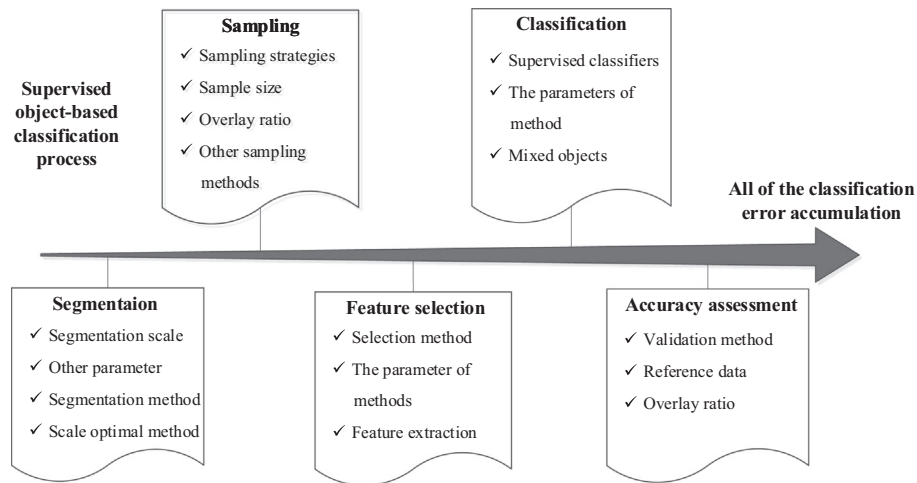 Supervised
object-based
classification
process
Sampling
✓ Sampling strategies
✓ Sample size
✓ Overlay ratio
✓ Other sampling
methods
Classification
✓ Supervised classifiers
✓ The parameters of
method
✓ Mixed objects
All of the classification
error accumulation
Segmentaion
✓ Segmentation scale
✓ Other parameter
✓ Segmentation method
✓ Scale optimal method
Feature selection
✓ Selection method
✓ The parameter of
methods
✓ Feature extraction
Accuracy assessment
✓ Validation method
✓ Reference data
✓ Overlay ratio